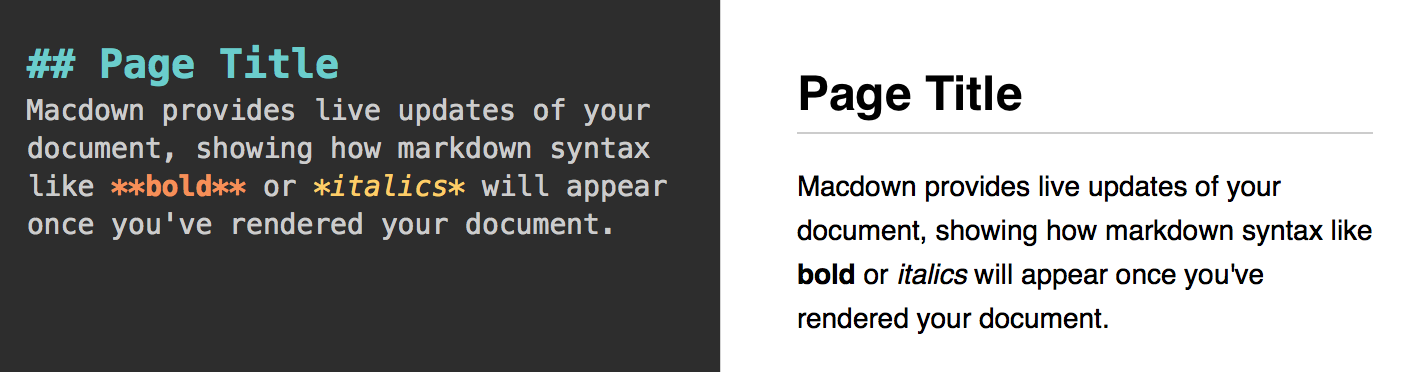 ## Page Title
Macdown provides live updates of your
document, showing how markdown syntax
like **bold** or *italics* will appear
once you've rendered your document.
Page Title
Macdown provides live updates of your
document, showing how markdown syntax like
bold or italics will appear once you've
rendered your document.